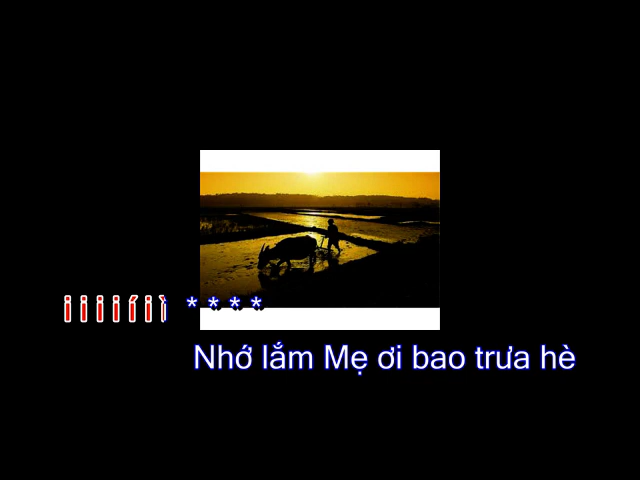 i i i i í i ì * * * *
Nhớ lắm Mẹ ơi bao trưa hè